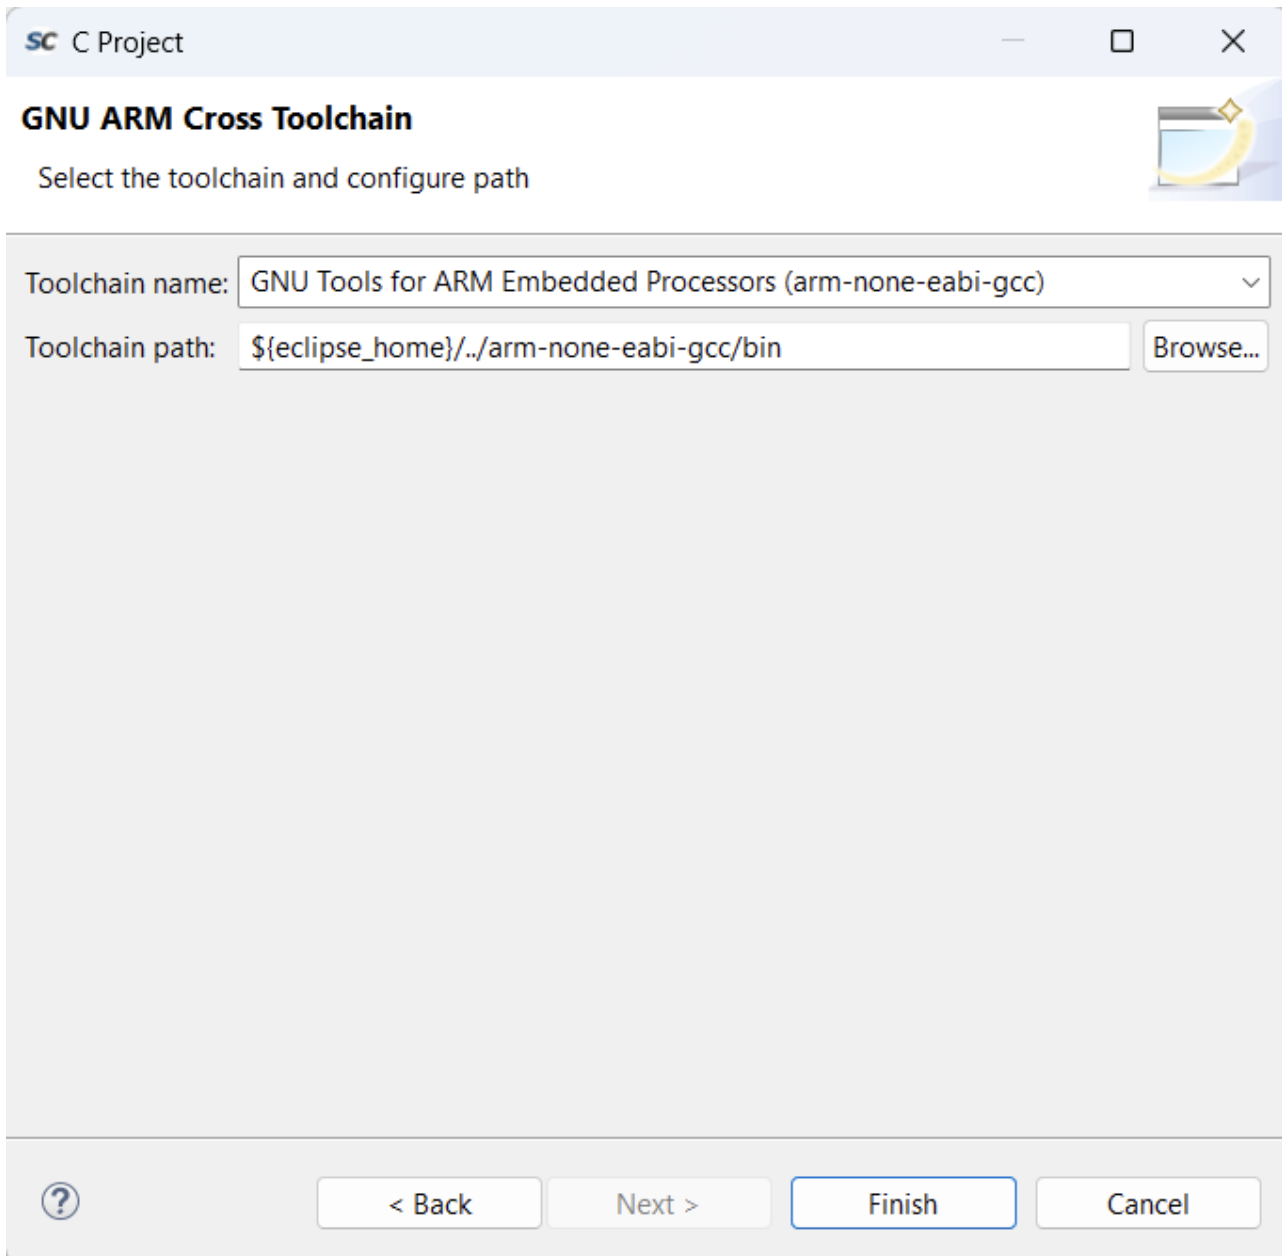 SC C Project
GNU ARM Cross Toolchain
Select the toolchain and configure path
Toolchain name: GNU Tools for ARM Embedded Processors (arm-none-eabi-gcc)
Toolchain path: ${eclipse_home}/../arm-none-eabi-gcc/bin Browse...
? < Back Next > Finish Cancel